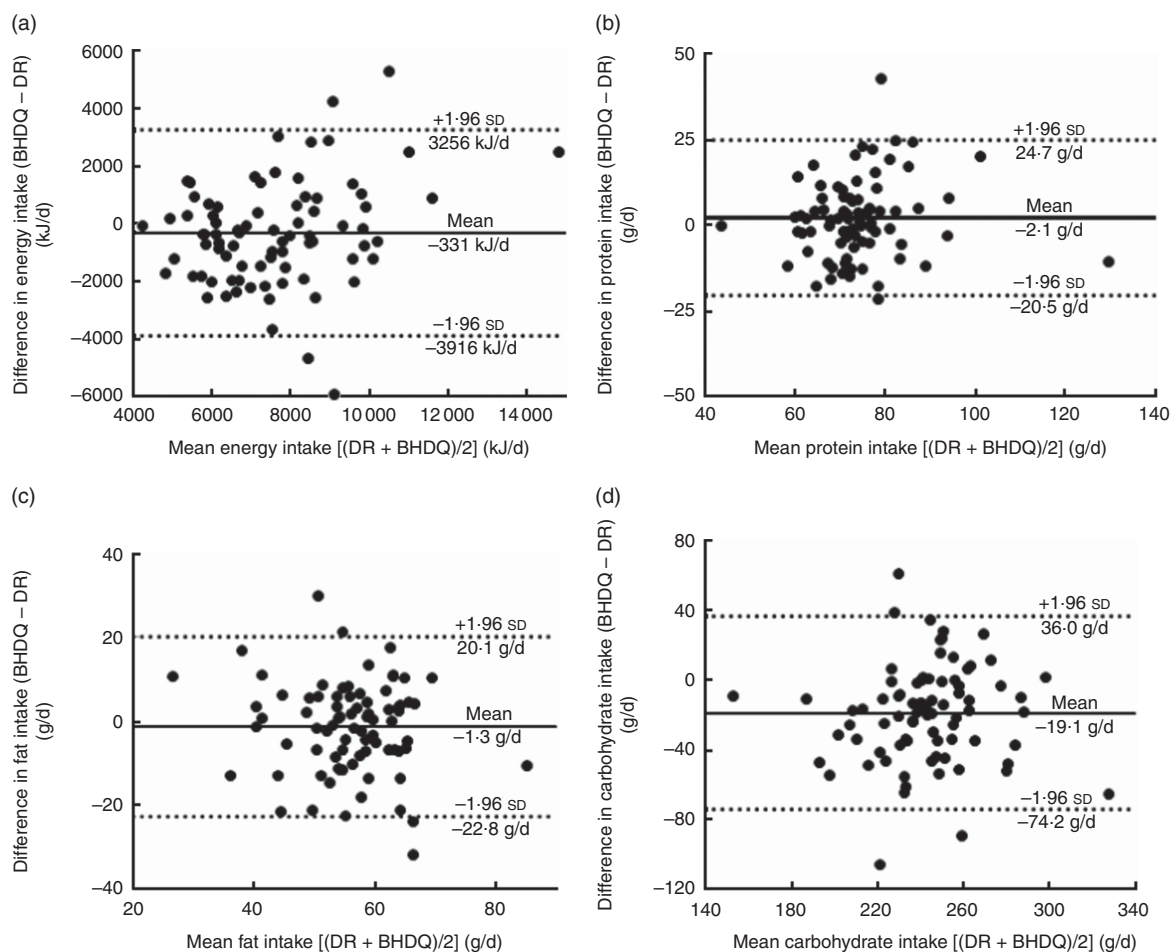 (a)
Difference in energy intake (BHDQ – DR)
(kJ/d)
6000
4000
2000
0
–2000
–4000
–6000
+1·96 SD
3256 kJ/d
Mean
–331 kJ/d
–1·96 SD
–3916 kJ/d
4000
6000
8000
10 000
12 000
14 000
Mean energy intake [(DR + BHDQ)/2] (kJ/d)
(b)
Difference in protein intake (BHDQ – DR)
(g/d)
50
25
0
–25
–50
+1·96 SD
24·7 g/d
Mean
–2·1 g/d
–1·96 SD
–20·5 g/d
40
60
80
100
120
140
Mean protein intake [(DR + BHDQ)/2] (g/d)
(c)
Difference in fat intake (BHDQ – DR)
(g/d)
40
20
0
–20
–40
+1·96 SD
20·1 g/d
Mean
–1·3 g/d
–1·96 SD
–22·8 g/d
20
40
60
80
Mean fat intake [(DR + BHDQ)/2] (g/d)
(d)
Difference in carbohydrate intake (BHDQ – DR)
(g/d)
80
40
0
–40
–80
–120
+1·96 SD
36·0 g/d
Mean
–19·1 g/d
–1·96 SD
–74·2 g/d
140
180
220
260
300
340
Mean carbohydrate intake [(DR + BHDQ)/2] (g/d)